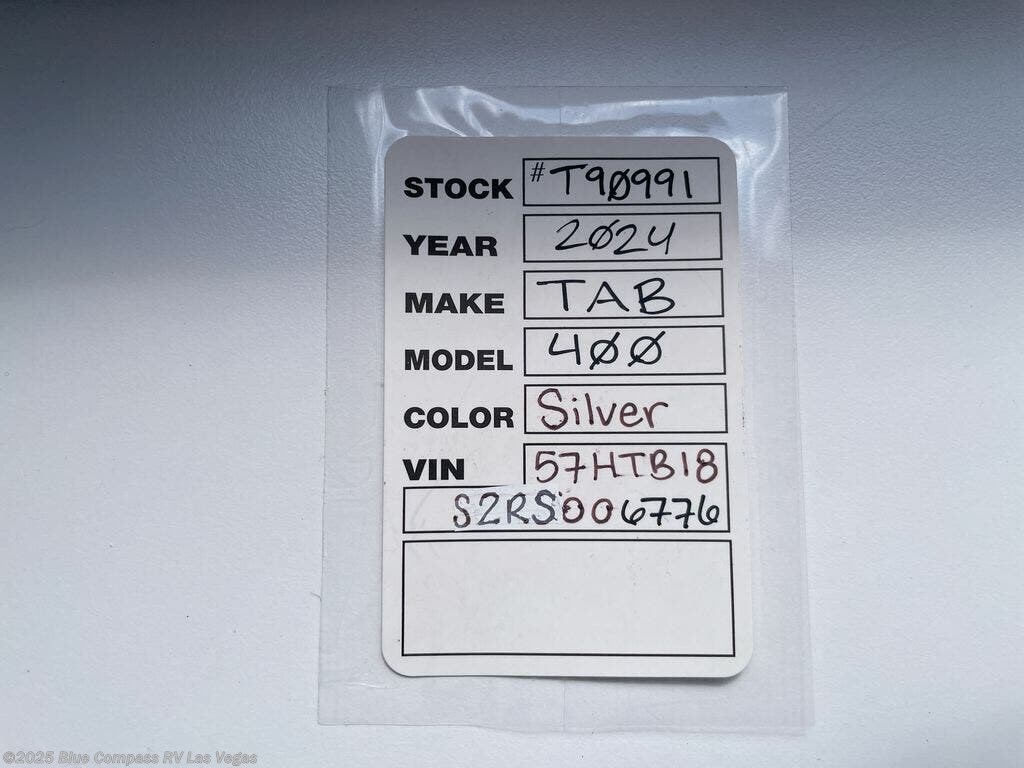 STOCK #T90991
YEAR 2024
MAKE TAB
MODEL 400
COLOR Silver
VIN 57HTB18
S2RS006776
©2025 Blue Compass RV Las Vegas